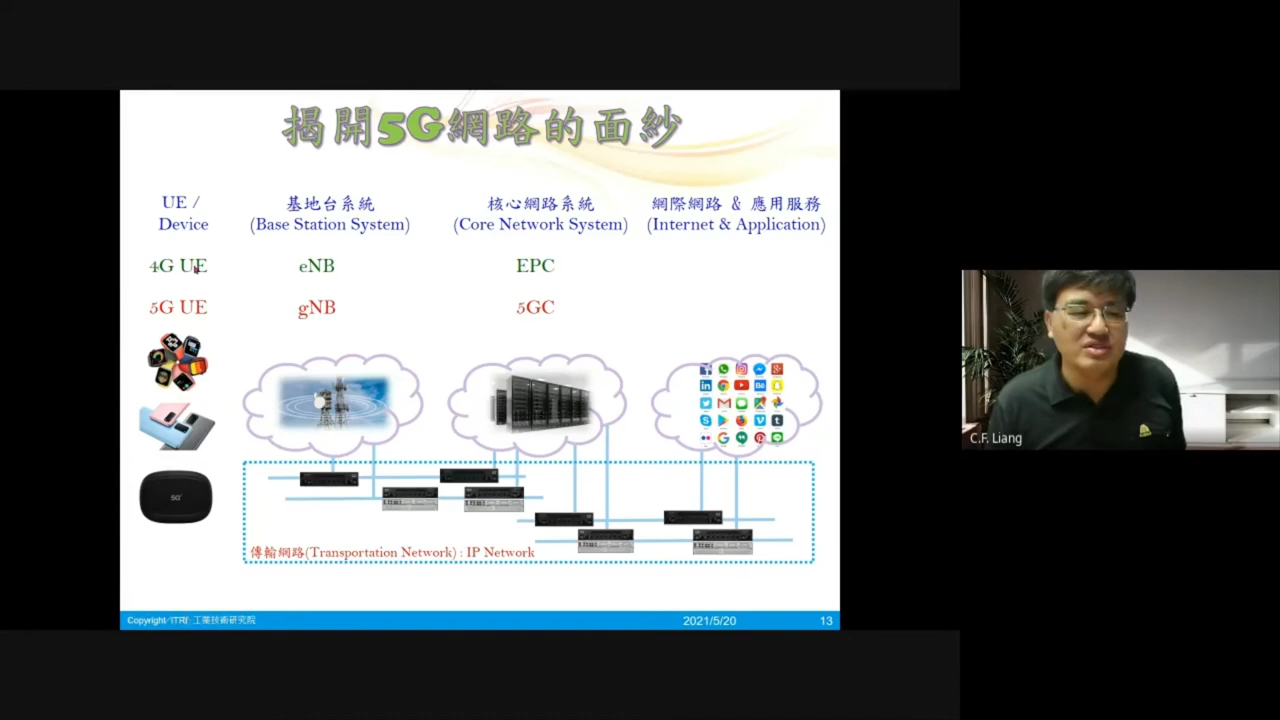 揭開5G網路的面紗
UE /
Device
基地台系統
(Base Station System)
核心網路系統
(Core Network System)
網際網路 & 應用服務
(Internet & Application)
4G UE
eNB
EPC
5G UE
gNB
5GC
5G
傳輸網路(Transportation Network) : IP Network
Copyright ITRI 工業技術研究院
2021/5/20
13
C.F. Liang